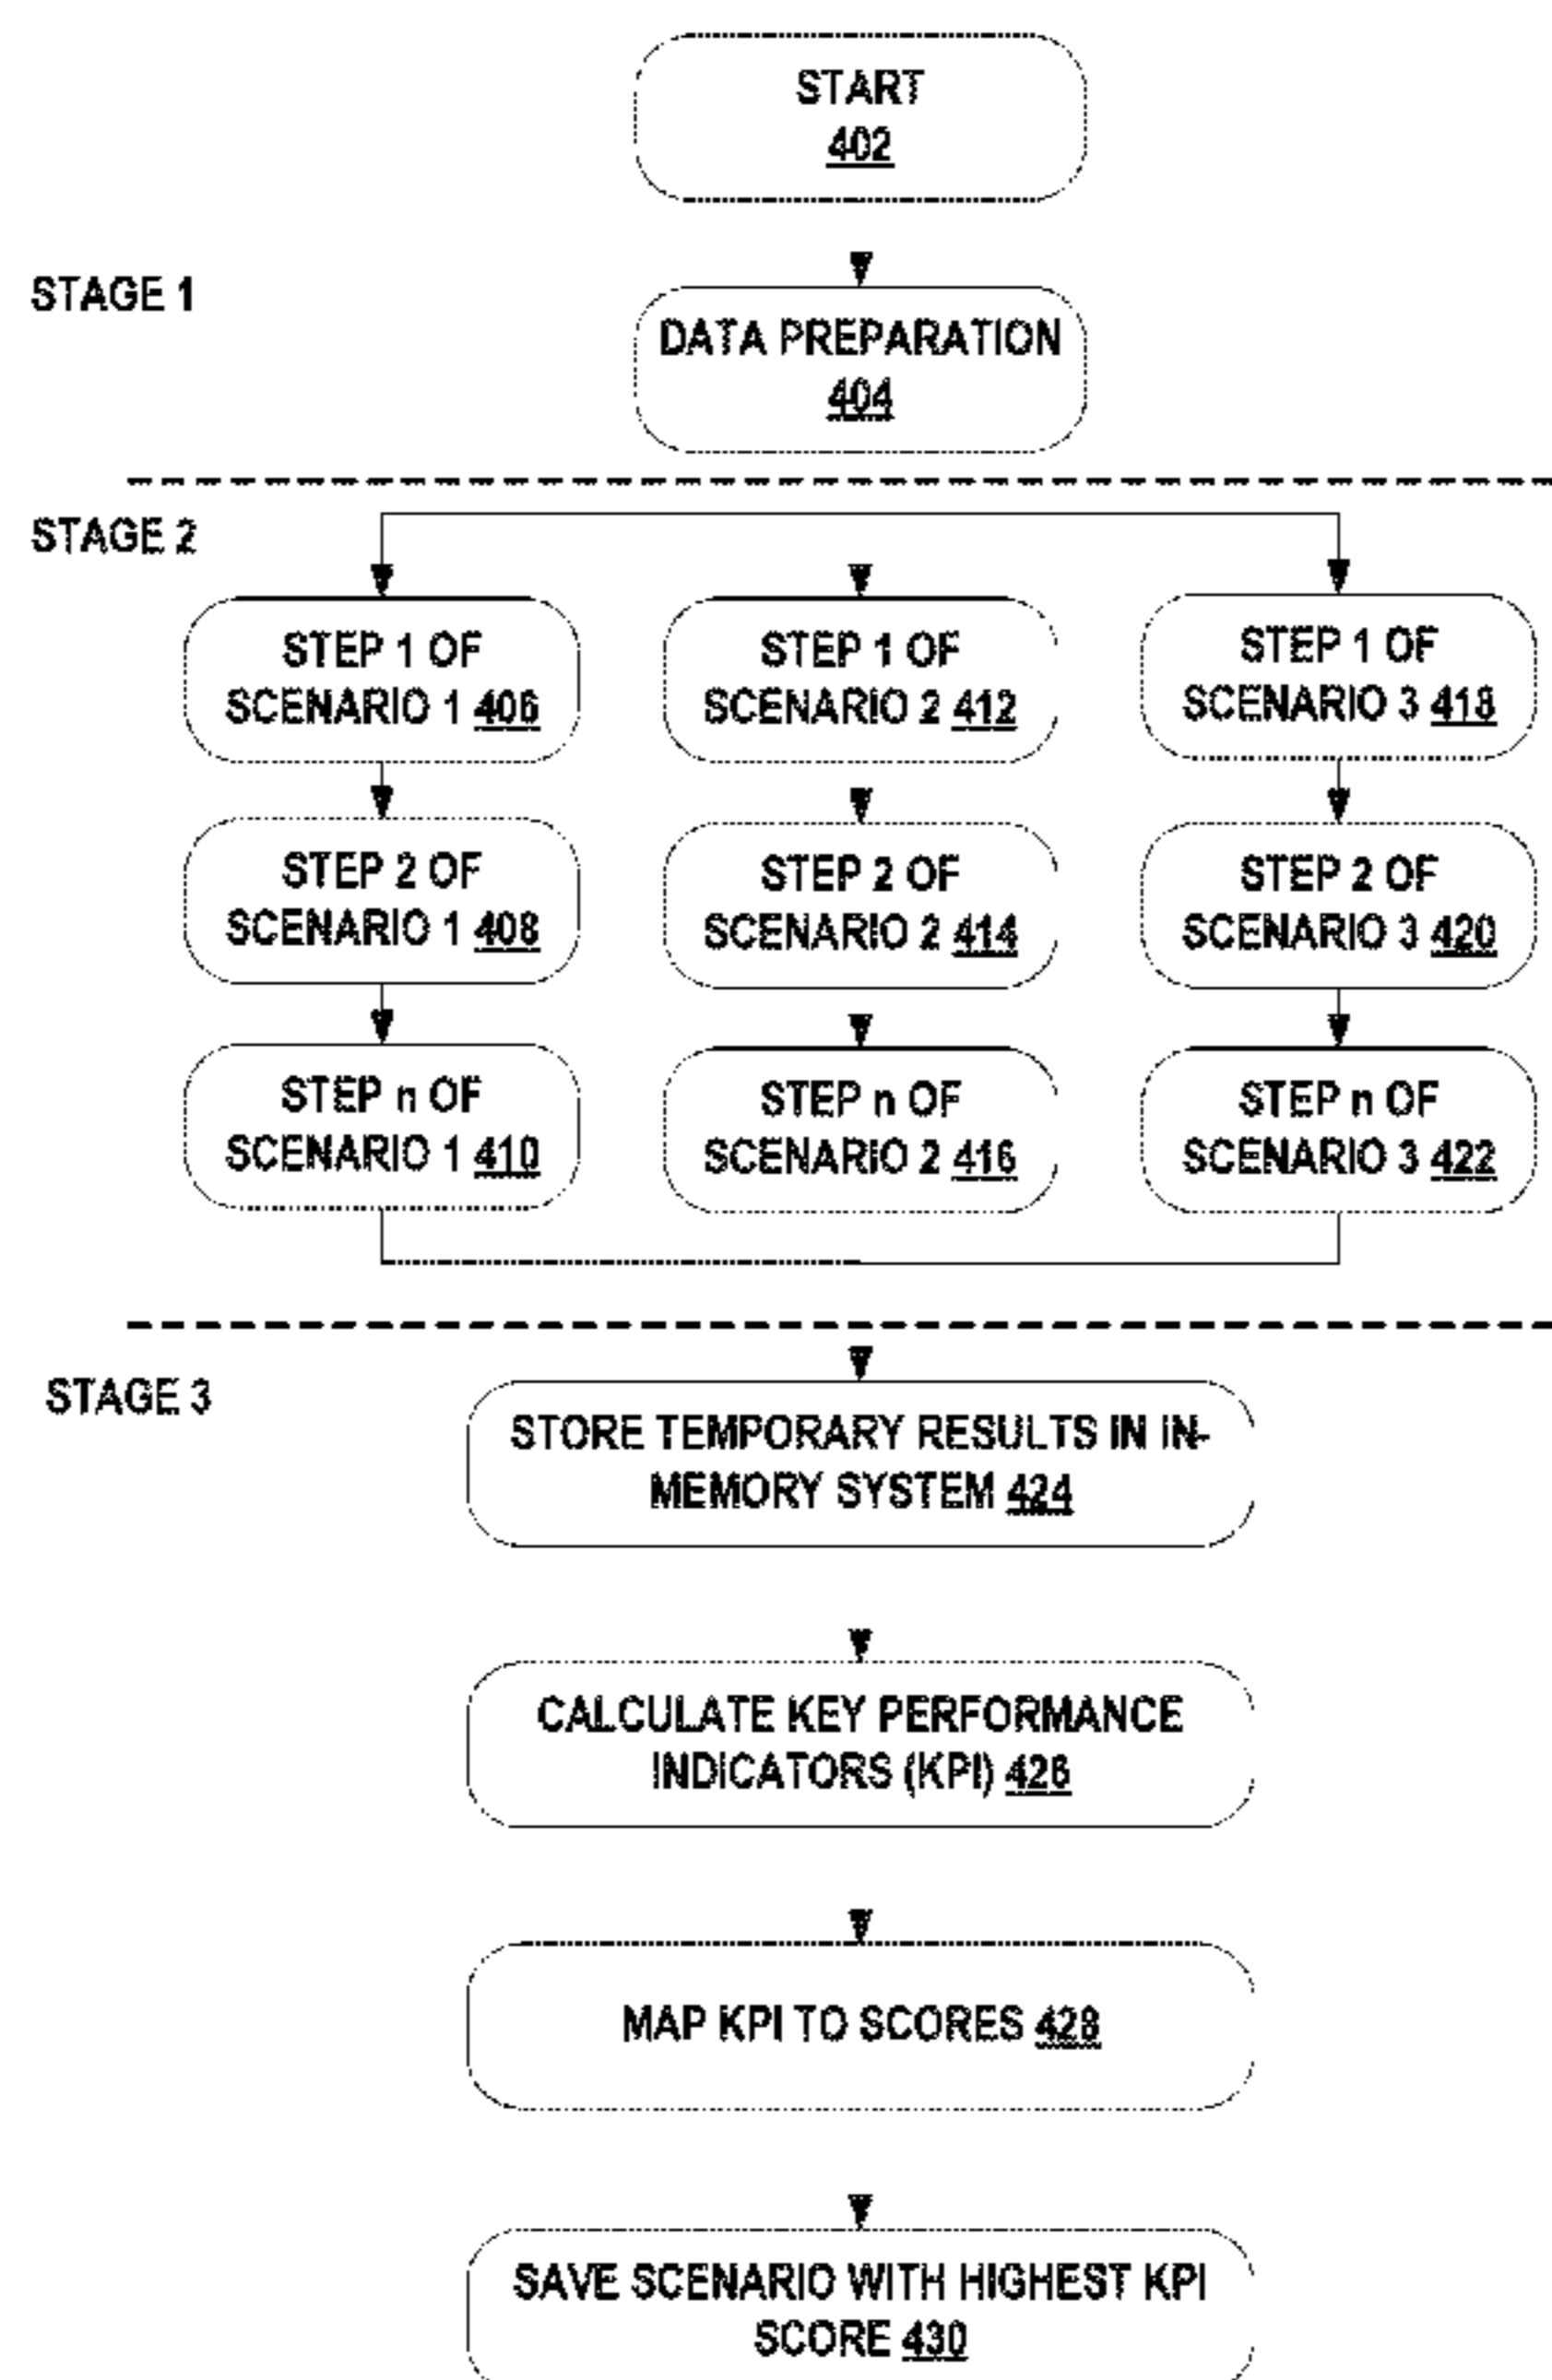 START
402
STAGE 1
DATA PREPARATION
404
STAGE 2
STEP 1 OF
SCENARIO 1 406
STEP 1 OF
SCENARIO 2 412
STEP 1 OF
SCENARIO 3 418
STEP 2 OF
SCENARIO 1 408
STEP 2 OF
SCENARIO 2 414
STEP 2 OF
SCENARIO 3 420
STEP n OF
SCENARIO 1 410
STEP n OF
SCENARIO 2 416
STEP n OF
SCENARIO 3 422
STAGE 3
STORE TEMPORARY RESULTS IN IN-
MEMORY SYSTEM 424
CALCULATE KEY PERFORMANCE
INDICATORS (KPI) 426
MAP KPI TO SCORES 428
SAVE SCENARIO WITH HIGHEST KPI
SCORE 430